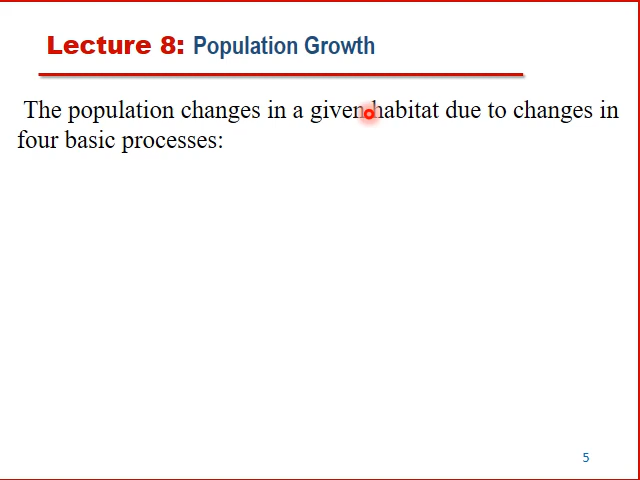 Lecture 8: Population Growth
The population changes in a given habitat due to changes in
four basic processes:
5